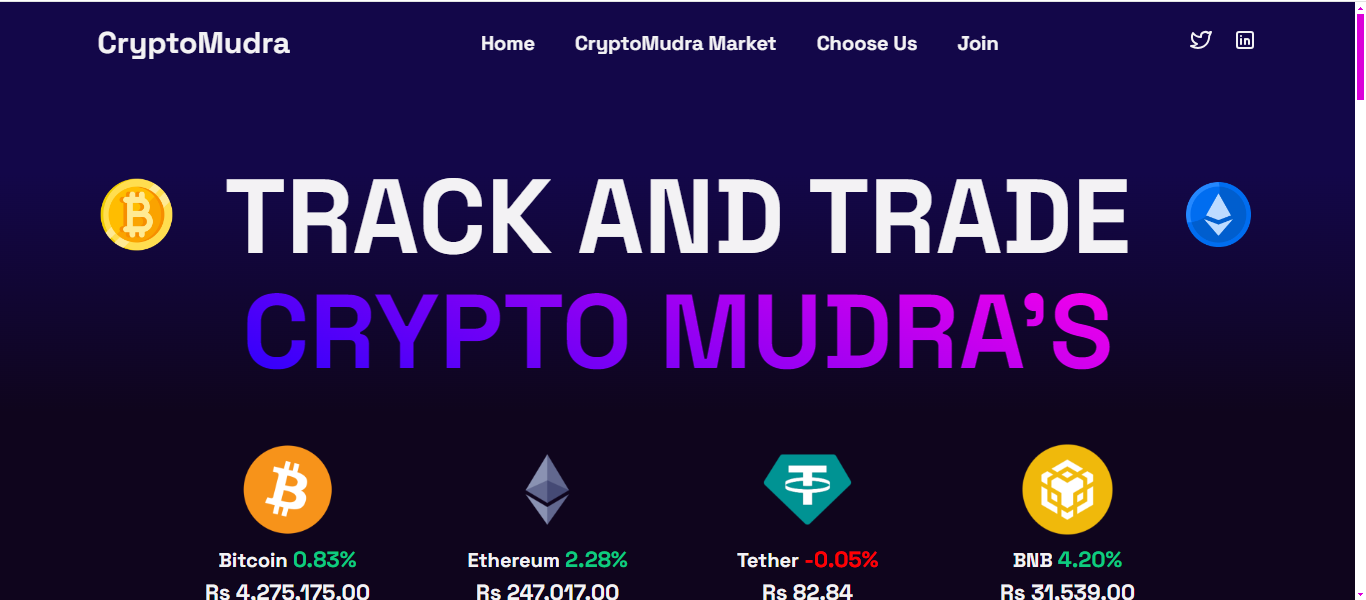 CryptoMudra Home CryptoMudra Market Choose Us Join
TRACK AND TRADE
CRYPTO MUDRA'S
Bitcoin 0.83% Ethereum 2.28% Tether -0.05% BNB 4.20%
Rs 4,275,175.00 Rs 247,017.00 Rs 82.84 Rs 31,539.00